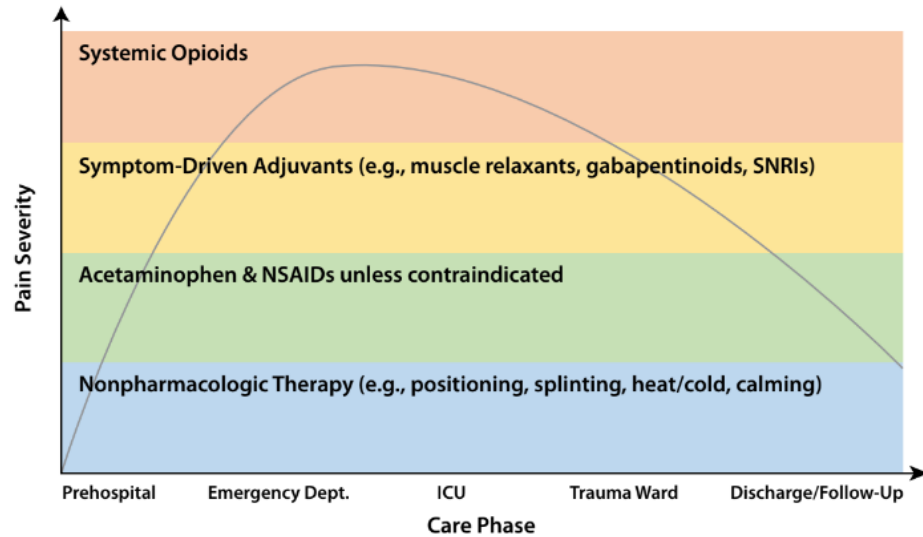 Systemic Opioids
Symptom-Driven Adjuvants (e.g., muscle relaxants, gabapentinoids, SNRIs)
Acetaminophen & NSAIDs unless contraindicated
Nonpharmacologic Therapy (e.g., positioning, splinting, heat/cold, calming)
Pain Severity
Prehospital Emergency Dept. ICU Trauma Ward Discharge/Follow-Up
Care Phase